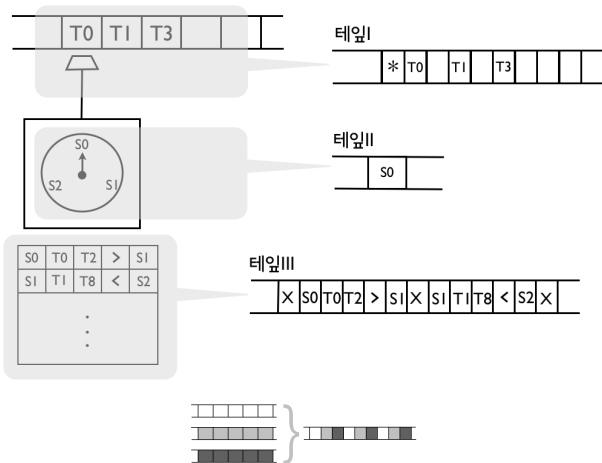 T0 T1 T3
테잎I
* T0 T1 T3
S0
S2 S1
테잎II
S0
S0 T0 T2 > S1
S1 T1 T8 < S2
테잎III
X S0 T0 T2 > S1 X S1 T1 T8 < S2 X